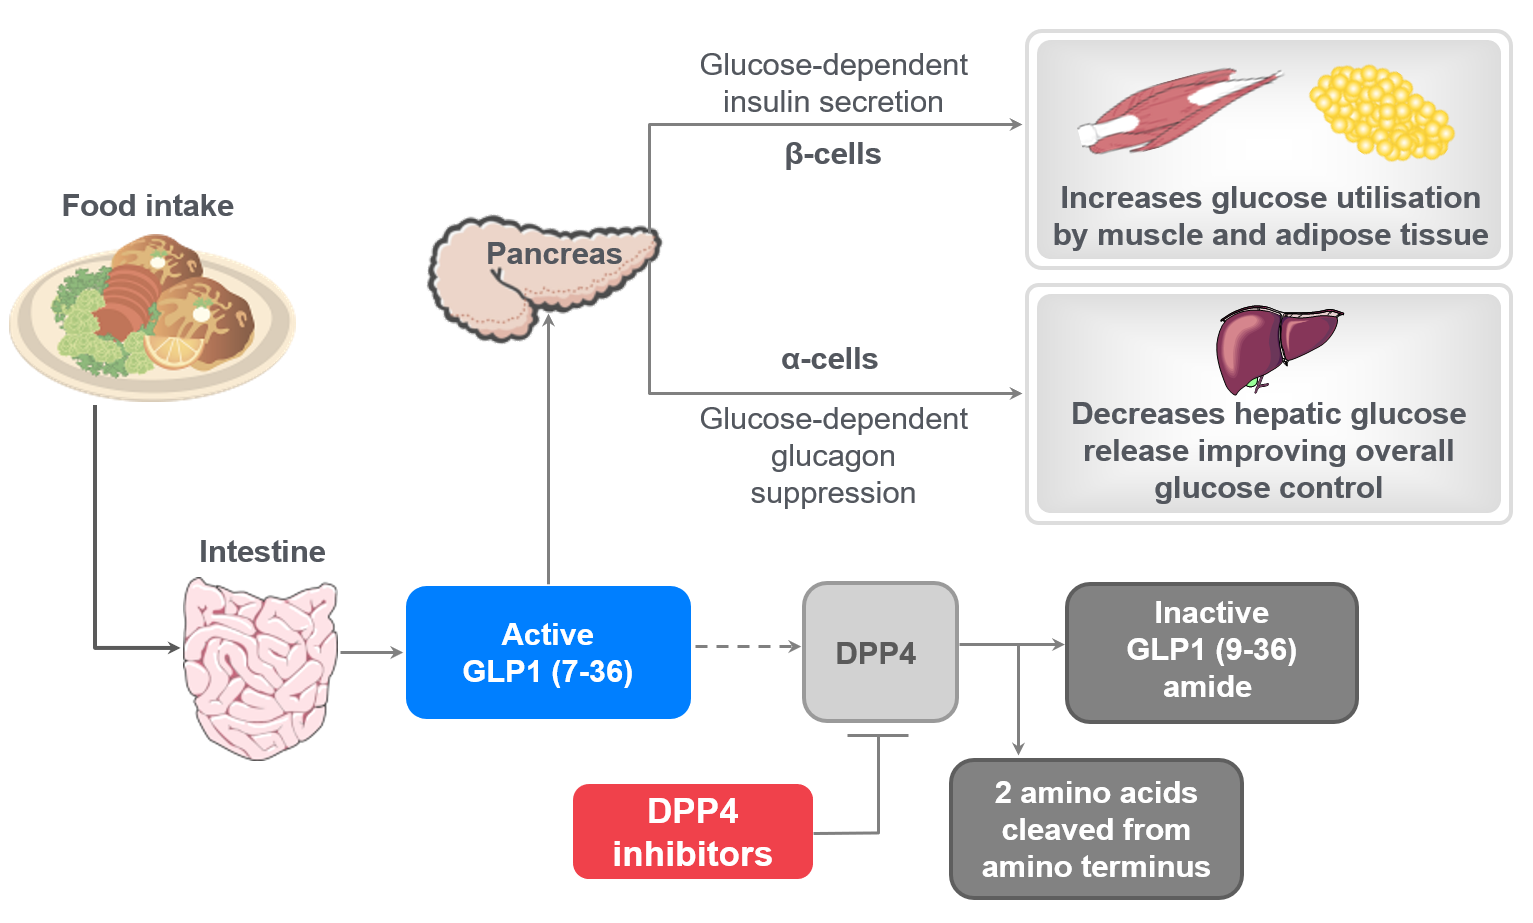 Glucose-dependent
insulin secretion
β-cells
Increases glucose utilisation
by muscle and adipose tissue
Food intake
Pancreas
α-cells
Glucose-dependent
glucagon
suppression
Decreases hepatic glucose
release improving overall
glucose control
Intestine
Active
GLP1 (7-36)
DPP4
Inactive
GLP1 (9-36)
amide
DPP4
inhibitors
2 amino acids
cleaved from
amino terminus